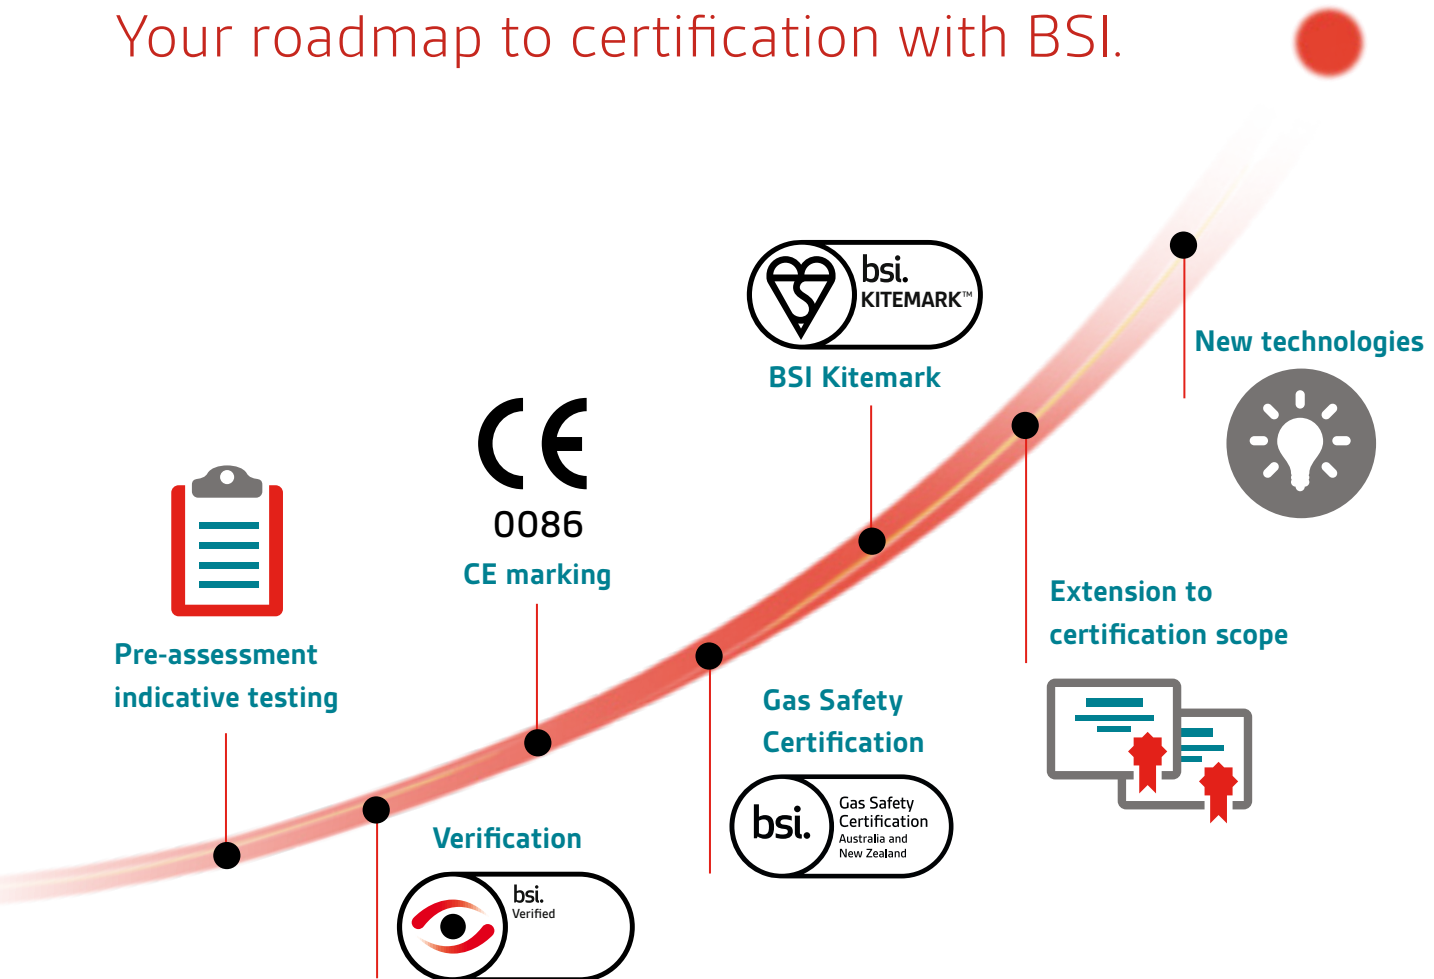 Your roadmap to certification with BSI.
Pre-assessment
indicative testing
Verification
bsi.
Verified
CE
0086
CE marking
Gas Safety
Certification
bsi.
Gas Safety
Certification
Australia and
New Zealand
bsi.
KITEMARK™
BSI Kitemark
Extension to
certification scope
New technologies